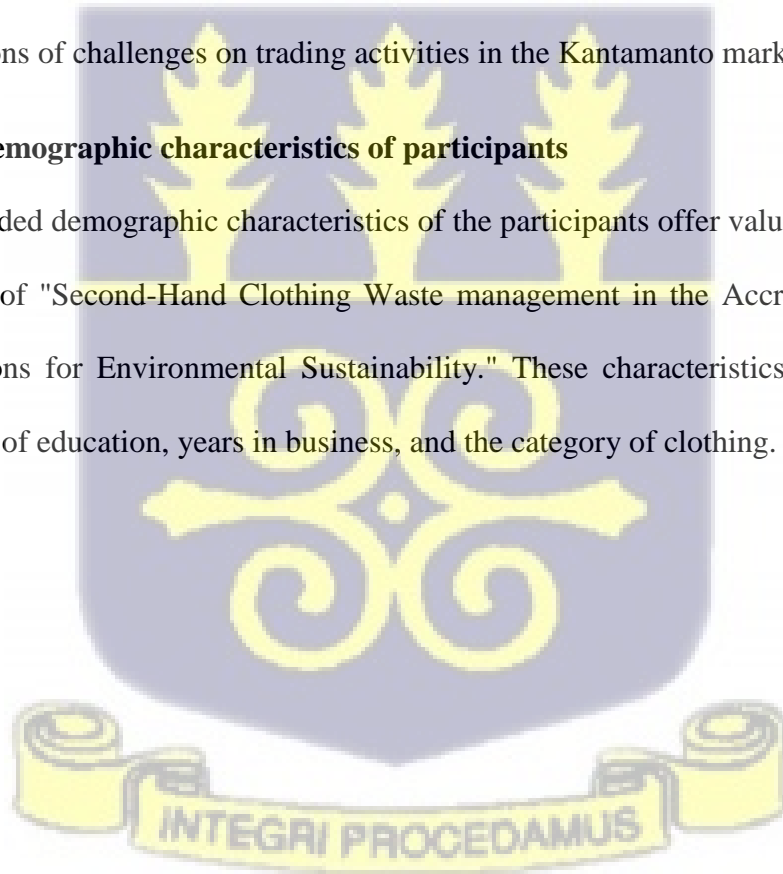 ons of challenges on trading activities in the Kantamanto mark
emographic characteristics of participants
ded demographic characteristics of the participants offer valu
of "Second-Hand Clothing Waste management in the Accr
ons for Environmental Sustainability." These characteristics
of education, years in business, and the category of clothing.
INTEGRI PROCEDAMUS